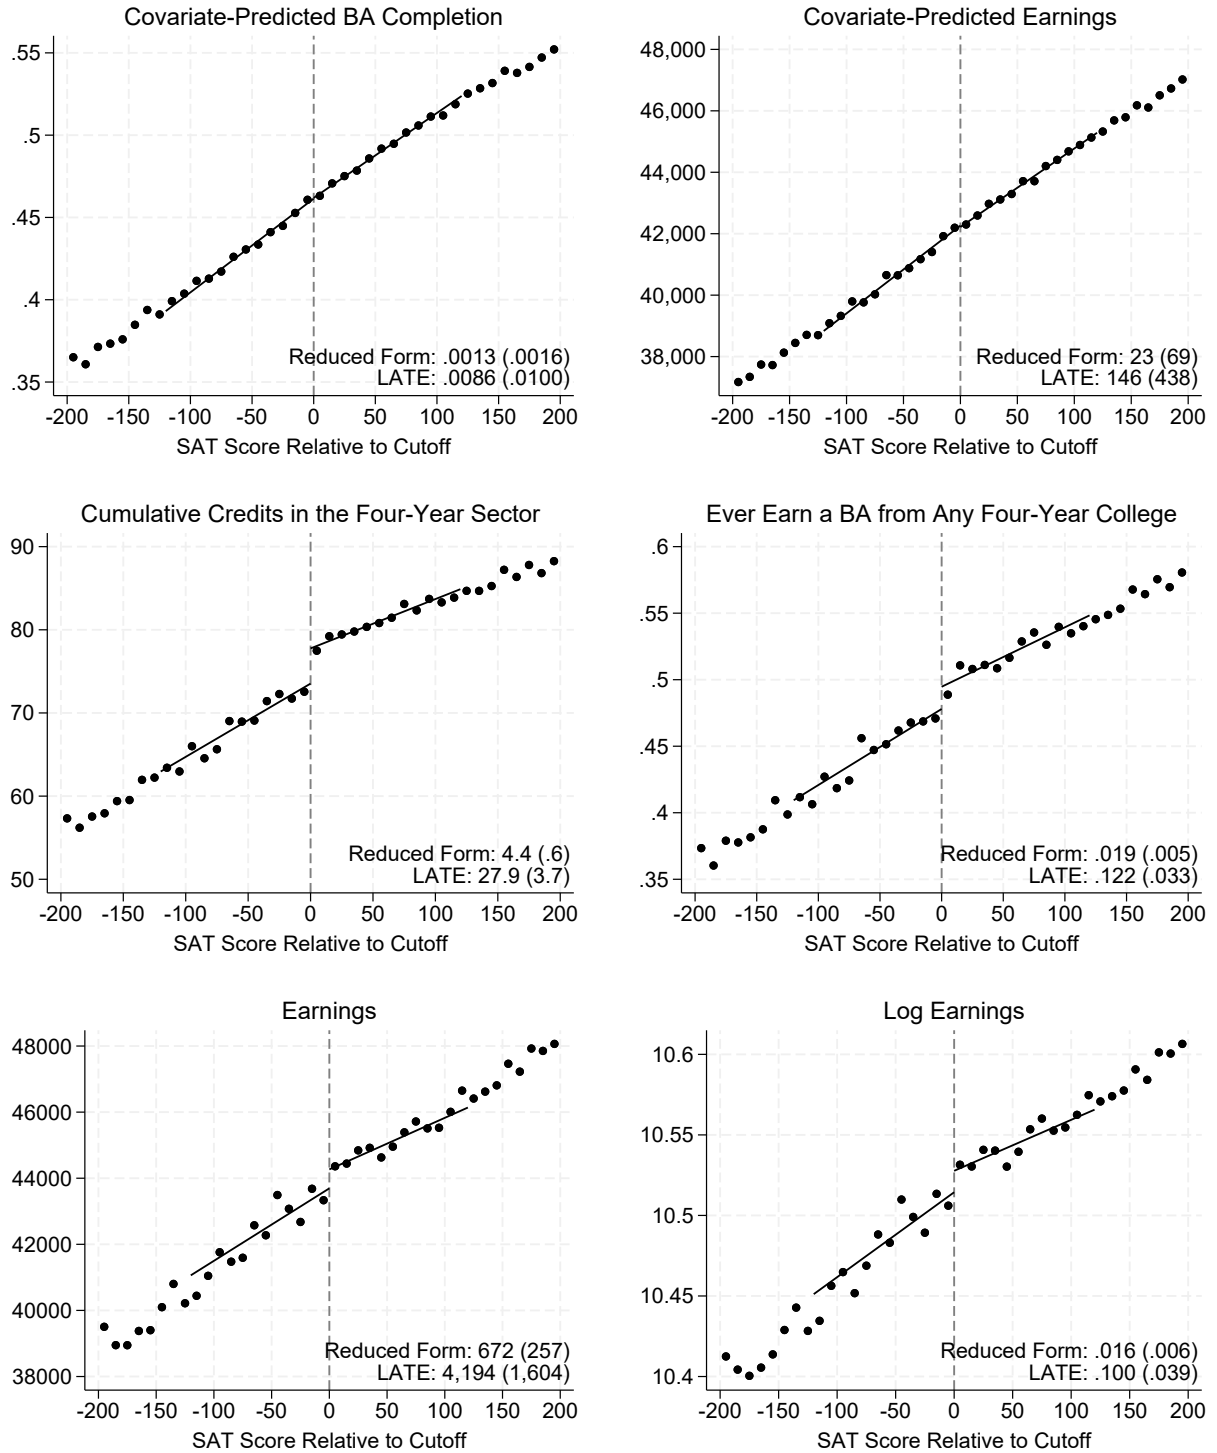 Covariate-Predicted BA Completion
.55
.5
.45
.4
.35
Reduced Form: .0013 (.0016)
LATE: .0086 (.0100)
-200 -150 -100 -50 0 50 100 150 200
SAT Score Relative to Cutoff
Covariate-Predicted Earnings
48,000
46,000
44,000
42,000
40,000
38,000
Reduced Form: 23 (69)
LATE: 146 (438)
-200 -150 -100 -50 0 50 100 150 200
SAT Score Relative to Cutoff
Cumulative Credits in the Four-Year Sector
90
80
70
60
50
Reduced Form: 4.4 (.6)
LATE: 27.9 (3.7)
-200 -150 -100 -50 0 50 100 150 200
SAT Score Relative to Cutoff
Ever Earn a BA from Any Four-Year College
.6
.55
.5
.45
.4
.35
Reduced Form: .019 (.005)
LATE: .122 (.033)
-200 -150 -100 -50 0 50 100 150 200
SAT Score Relative to Cutoff
Earnings
48000
46000
44000
42000
40000
38000
Reduced Form: 672 (257)
LATE: 4,194 (1,604)
-200 -150 -100 -50 0 50 100 150 200
SAT Score Relative to Cutoff
Log Earnings
10.6
10.55
10.5
10.45
10.4
Reduced Form: .016 (.006)
LATE: .100 (.039)
-200 -150 -100 -50 0 50 100 150 200
SAT Score Relative to Cutoff